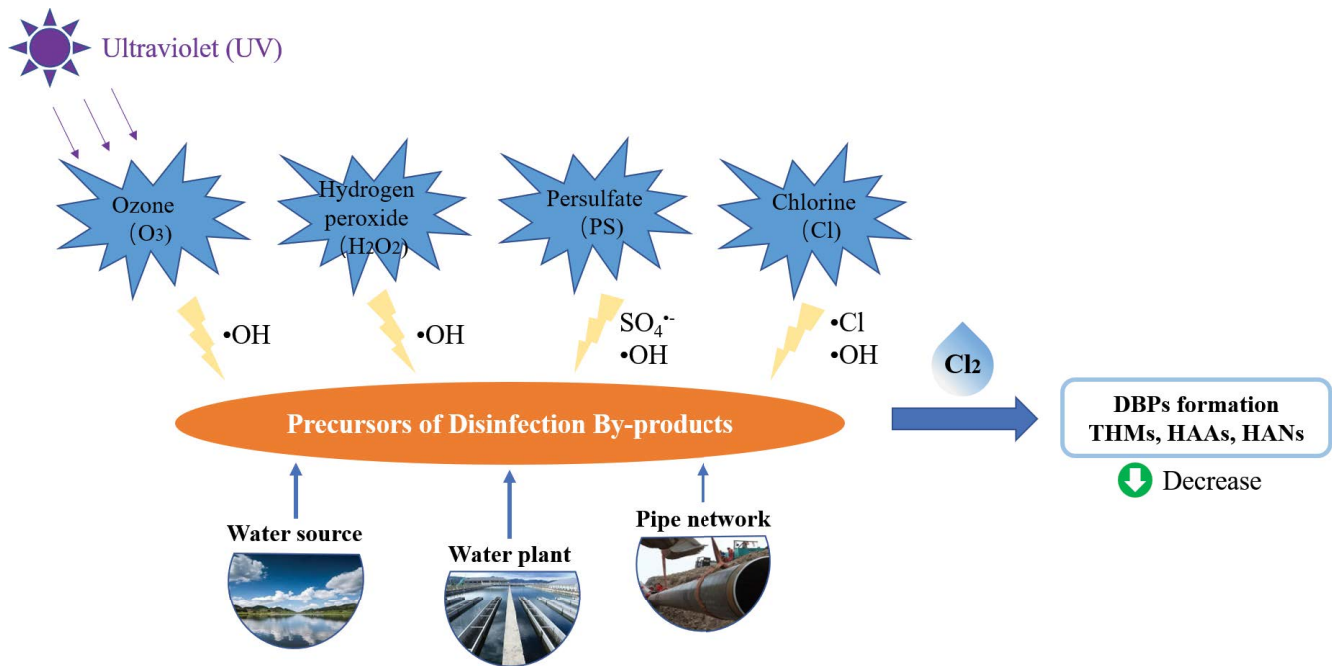 Ultraviolet (UV)
Ozone
(O3)
Hydrogen
peroxide
(H2O2)
Persulfate
(PS)
Chlorine
(Cl)
•OH
•OH
SO4•-
•OH
•Cl
•OH
Cl2
Precursors of Disinfection By-products
DBPs formation
THMs, HAAs, HANs
Decrease
Water source
Water plant
Pipe network